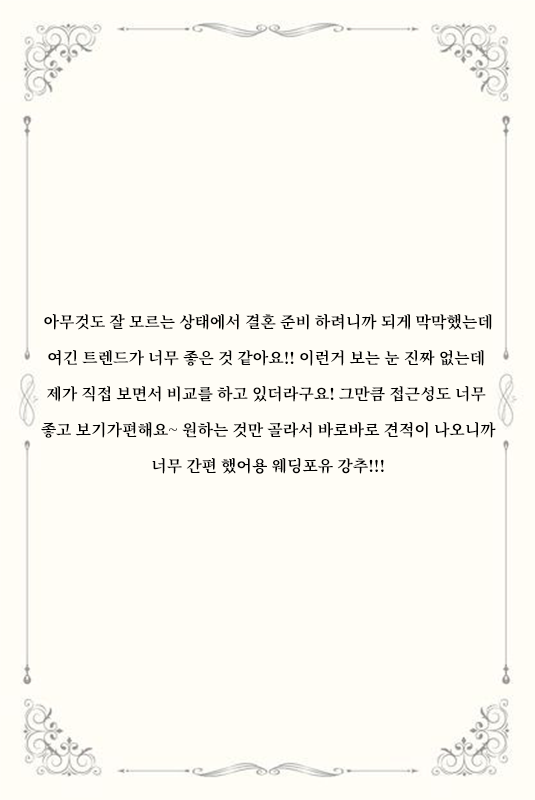 아무것도 잘 모르는 상태에서 결혼 준비 하려니까 되게 막막했는데
여긴 트렌드가 너무 좋은 것 같아요!! 이런거 보는 눈 진짜 없는데
제가 직접 보면서 비교를 하고 있더라구요! 그만큼 접근성도 너무
좋고 보기가편해요~ 원하는 것만 골라서 바로바로 견적이 나오니까
너무 간편 했어용 웨딩포유 강추!!!